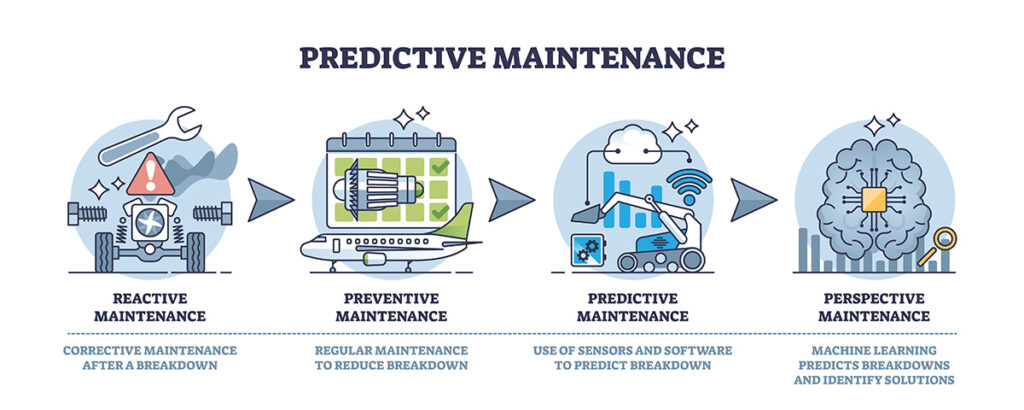 PREDICTIVE MAINTENANCE
REACTIVE
MAINTENANCE
CORRECTIVE MAINTENANCE
AFTER A BREAKDOWN
PREVENTIVE
MAINTENANCE
REGULAR MAINTENANCE
TO REDUCE BREAKDOWN
PREDICTIVE
MAINTENANCE
USE OF SENSORS AND SOFTWARE
TO PREDICT BREAKDOWN
PERSPECTIVE
MAINTENANCE
MACHINE LEARNING
PREDICTS BREAKDOWNS
AND IDENTIFY SOLUTIONS